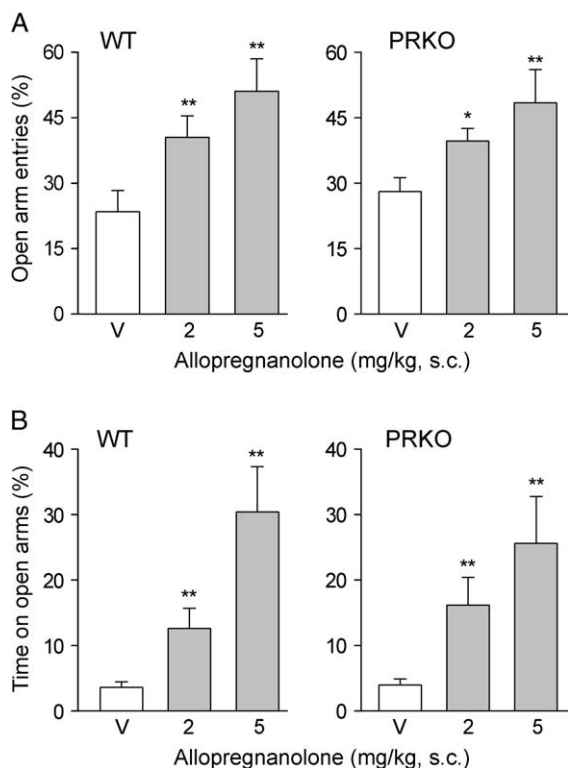 A
WT
PRKO
Open arm entries (%)
60
45
30
15
0
**
**
V
2
5
60
45
30
15
0
*
**
V
2
5
Allopregnanolone (mg/kg, s.c.)
B
WT
PRKO
Time on open arms (%)
40
30
20
10
0
**
**
V
2
5
40
30
20
10
0
**
**
V
2
5
Allopregnanolone (mg/kg, s.c.)